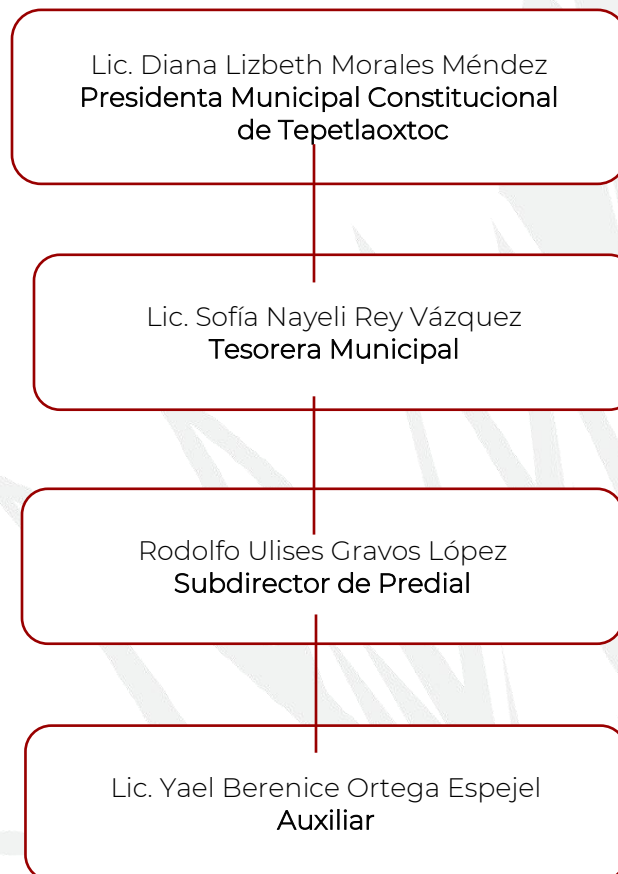 Lic. Diana Lizbeth Morales Méndez
Presidenta Municipal Constitucional
de Tepetlaoxtoc
Lic. Sofía Nayeli Rey Vázquez
Tesorera Municipal
Rodolfo Ulises Gravos López
Subdirector de Predial
Lic. Yael Berenice Ortega Espejel
Auxiliar